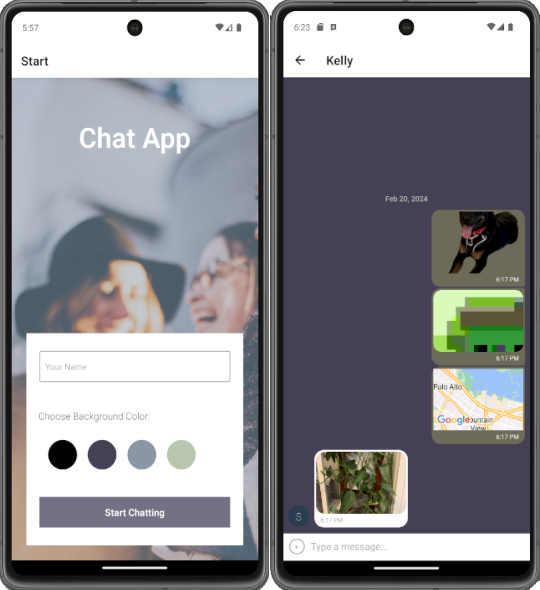 5:57
Start
Chat App
Your Name
Choose Background Color:
Start Chatting
6:23
Kelly
Feb 20, 2024
6:17 PM
6:17 PM
Palo Alto
Google
ountain
View
6:17 PM
6:17 PM
S
Type a message...